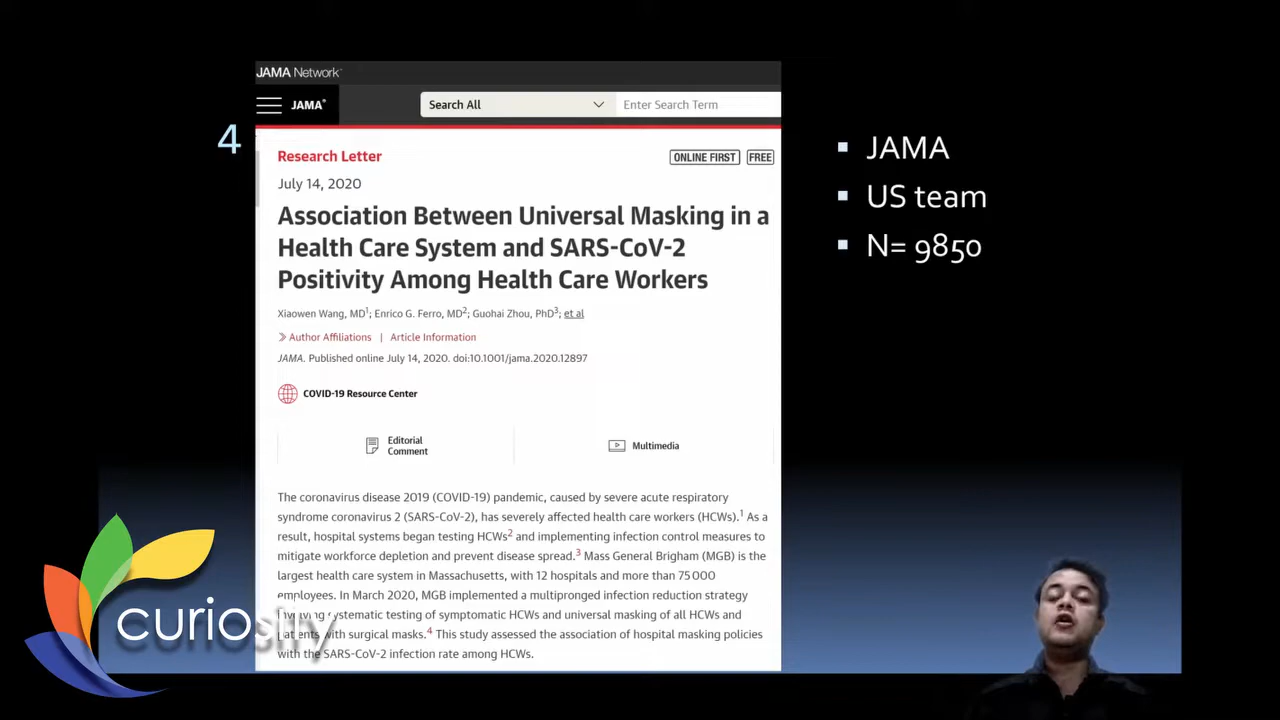 JAMA Network™
JAMA®
Search All
Enter Search Term
4
Research Letter
ONLINE FIRST
FREE
July 14, 2020
Association Between Universal Masking in a
Health Care System and SARS-CoV-2
Positivity Among Health Care Workers
Xiaowen Wang, MD1; Enrico G. Ferro, MD2; Guohai Zhou, PhD3; et al
Author Affiliations | Article Information
JAMA. Published online July 14, 2020. doi:10.1001/jama.2020.12897
COVID-19 Resource Center
Editorial
Comment
Multimedia
The coronavirus disease 2019 (COVID-19) pandemic, caused by severe acute respiratory
syndrome coronavirus 2 (SARS-CoV-2), has severely affected health care workers (HCWs).1 As a
result, hospital systems began testing HCWs2 and implementing infection control measures to
mitigate workforce depletion and prevent disease spread.3 Mass General Brigham (MGB) is the
largest health care system in Massachusetts, with 12 hospitals and more than 75 000
employees. In March 2020, MGB implemented a multipronged infection reduction strategy
systematic testing of symptomatic HCWs and universal masking of all HCWs and
with surgical masks.4 This study assessed the association of hospital masking policies
with the SARS-CoV-2 infection rate among HCWs.
▪ JAMA
▪ US team
▪ N= 9850
curiosity